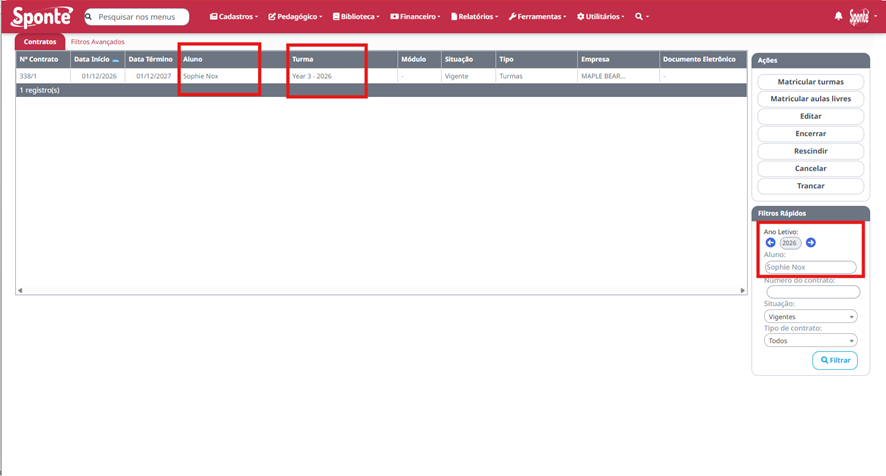 Sponte
Pesquisar nos menus
Cadastros
Pedagógico
Biblioteca
Financeiro
Relatórios
Ferramentas
Utilitários
Sponte
Contratos
Filtros Avançados
Nº Contrato Data Início Data Término Aluno Turma Módulo Situação Tipo Empresa Documento Eletrônico
338/1 01/12/2026 01/12/2027 Sophie Nox Year 3 - 2026 - Vigente Turmas MAPLE BEAR... -
1 registro(s)
Ações
Matricular turmas
Matricular aulas livres
Editar
Encerrar
Rescindir
Cancelar
Trancar
Filtros Rápidos
Ano Letivo:
2026
Aluno:
Sophie Nox
Número do contrato:
Situação:
Vigentes
Tipo de contrato:
Todos
Filtrar